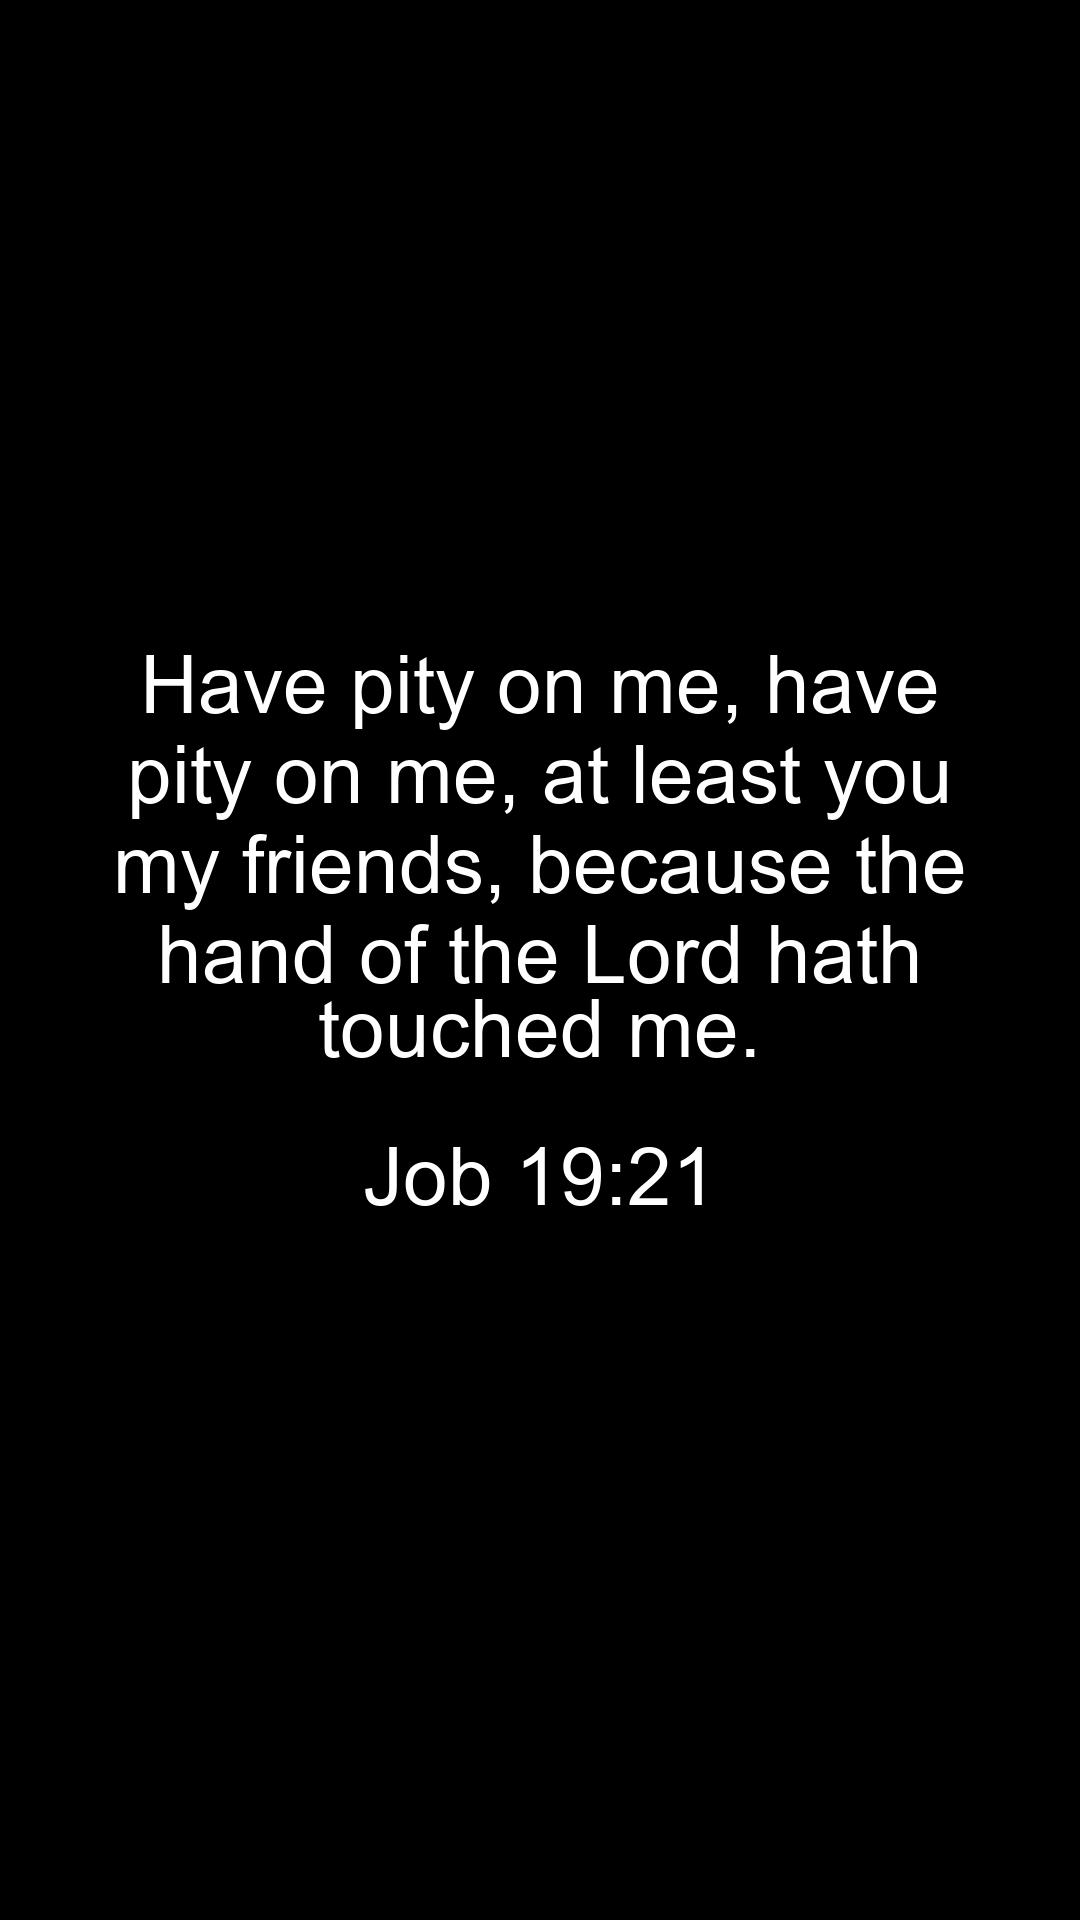 Have pity on me, have
pity on me, at least you
my friends, because the
hand of the Lord hath
touched me.
Job 19:21